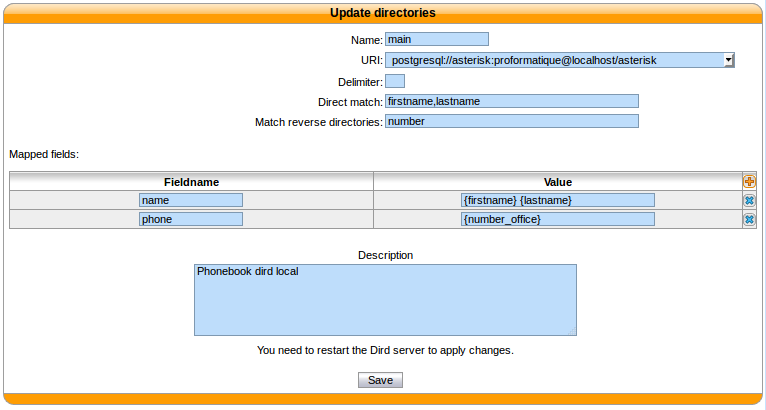 Update directories
Name: main
URI: postgresql://asterisk:proformatique@localhost/asterisk
Delimiter:
Direct match: firstname,lastname
Match reverse directories: number
Mapped fields:
Fieldname Value
name {firstname} {lastname}
phone {number_office}
Description
Phonebook dird local
You need to restart the Dird server to apply changes.
Save